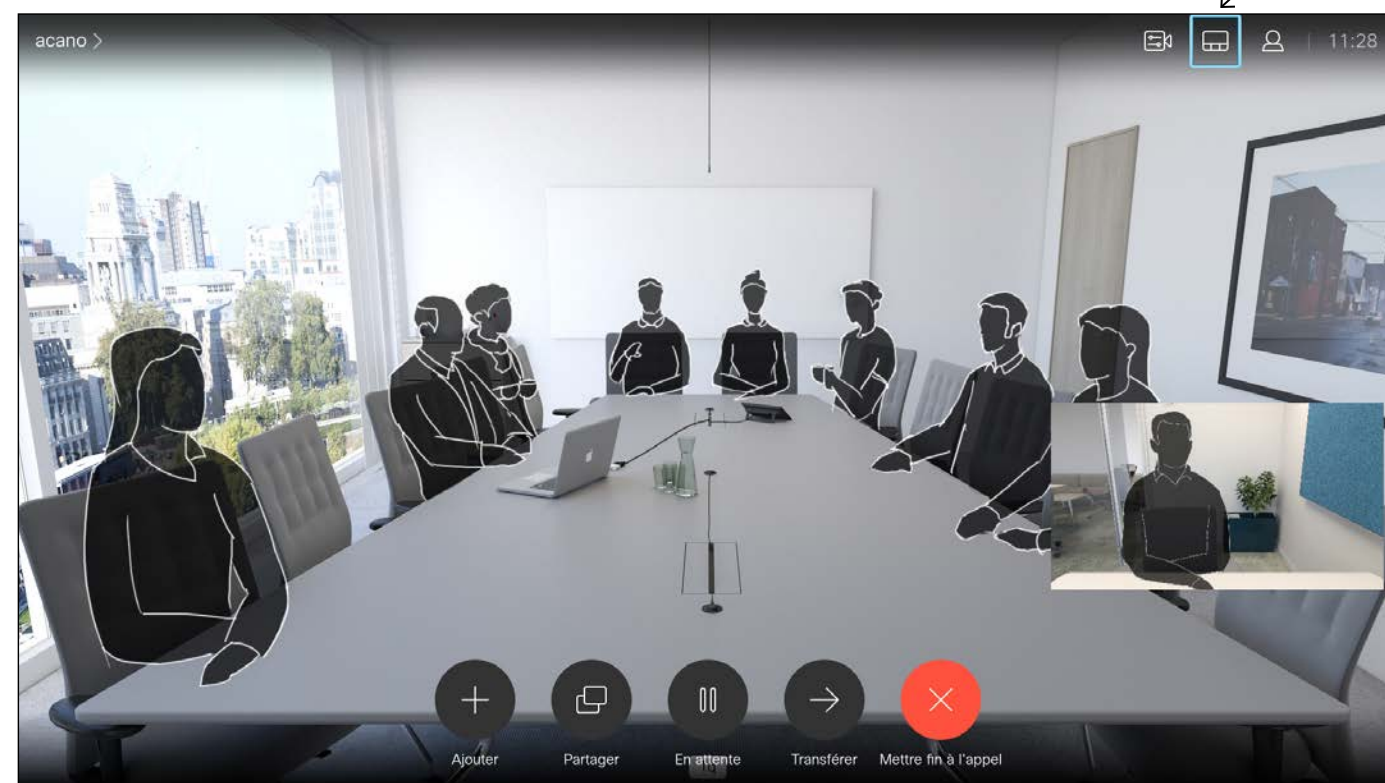 acano >
11:28
Ajouter
Partager
En attente
Transférer
Mettre fin à l'appel